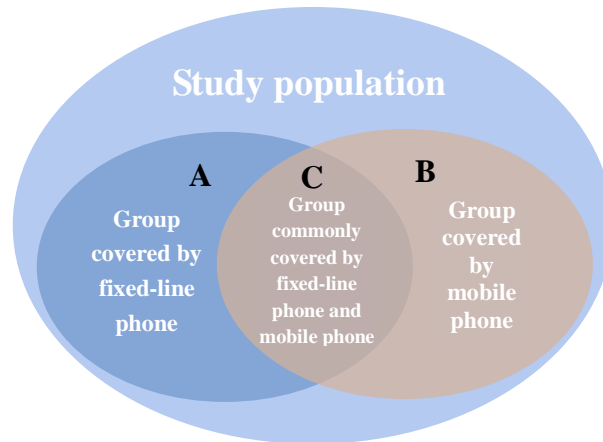 Study population
A
C
B
Group
covered by
fixed-line
phone
Group
commonly
covered by
fixed-line
phone and
mobile phone
Group
covered
by
mobile
phone